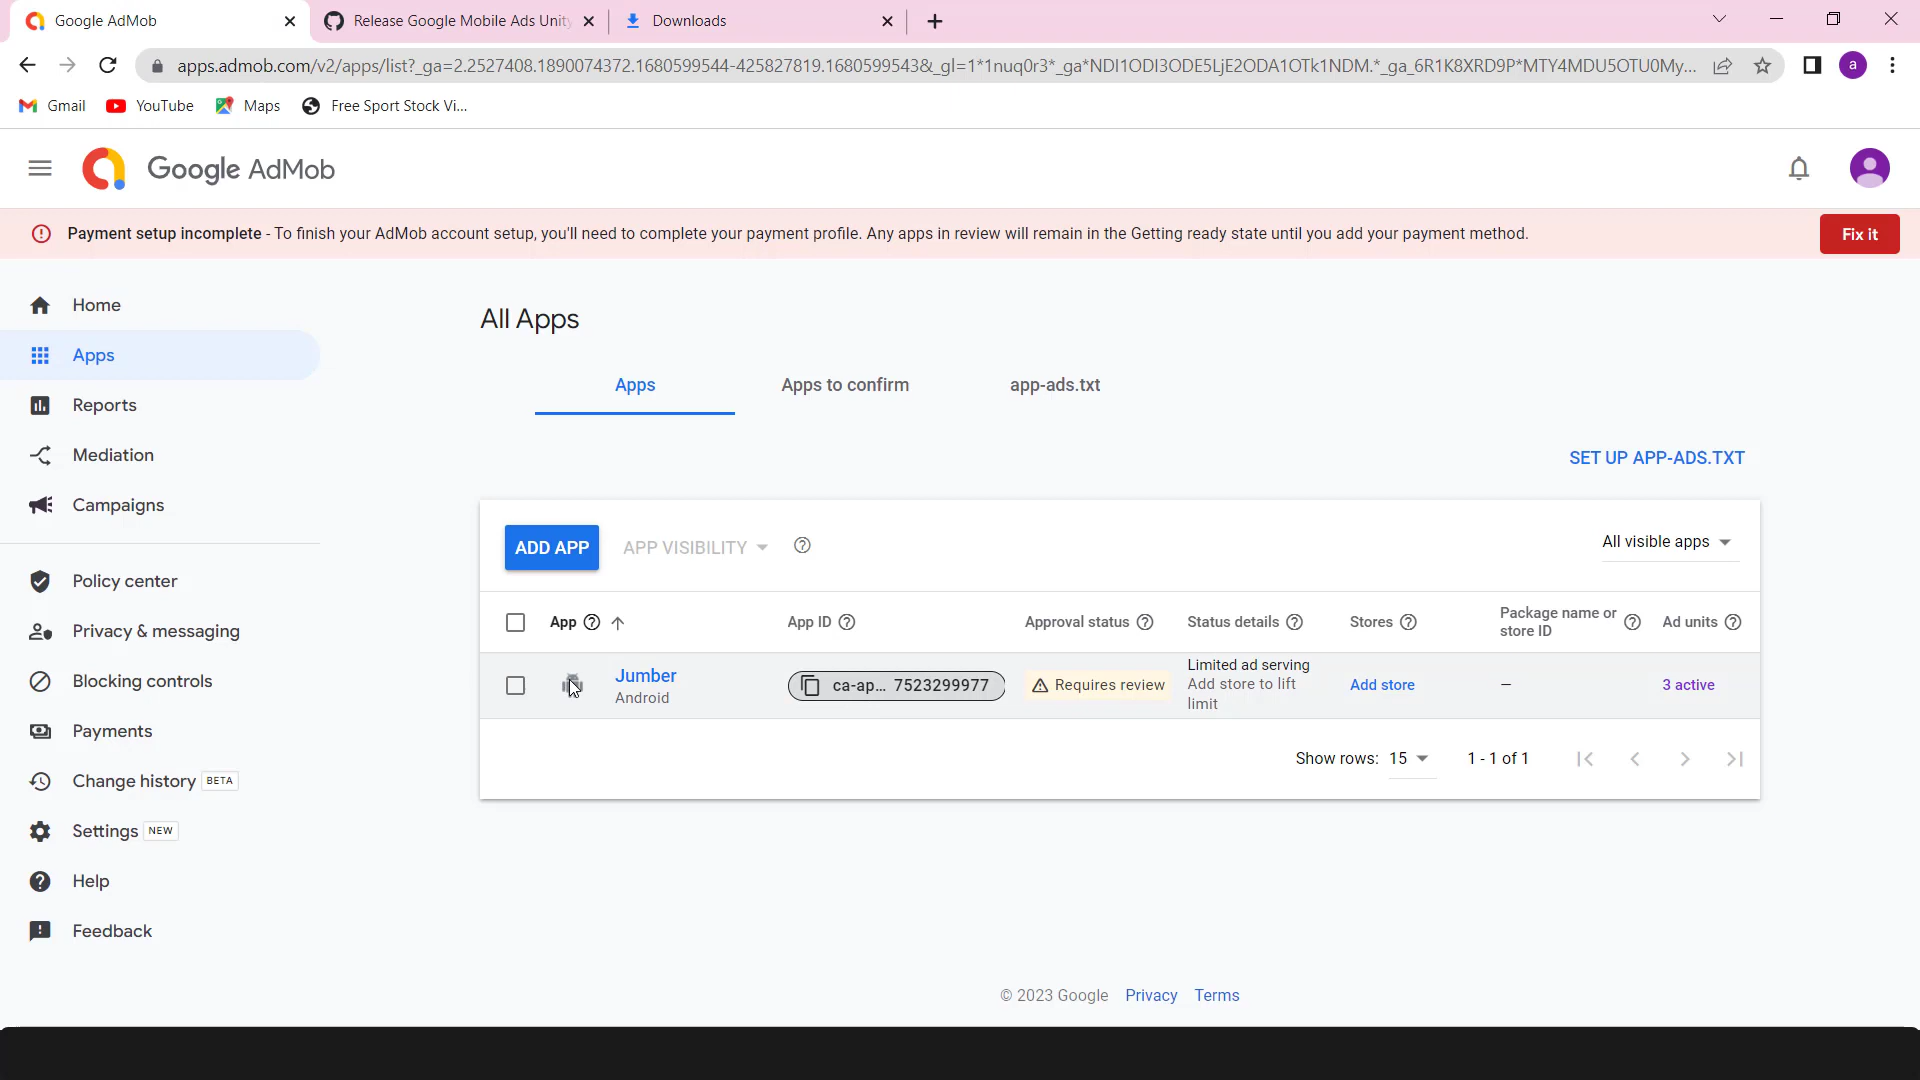 Google AdMob
Release Google Mobile Ads Unity
Downloads
apps.admob.com/v2/apps/list?_ga=2.2527408.1890074372.1680599544-425827819.1680599543&_gl=1*1nuq0r3*_ga*NDI1ODI3ODE5LjE2ODA1OTk1NDM.*_ga_6R1K8XRD9P*MTY4MDU5OTU0My...
a
Gmail
YouTube
Maps
Free Sport Stock Vi...
Google AdMob
Payment setup incomplete - To finish your AdMob account setup, you'll need to complete your payment profile. Any apps in review will remain in the Getting ready state until you add your payment method.
Fix it
Home
Apps
Reports
Mediation
Campaigns
Policy center
Privacy & messaging
Blocking controls
Payments
Change history BETA
Settings NEW
Help
Feedback
All Apps
Apps
Apps to confirm
app-ads.txt
SET UP APP-ADS.TXT
ADD APP
APP VISIBILITY
All visible apps
App
App ID
Approval status
Status details
Stores
Package name or
store ID
Ad units
Jumber
Android
ca-ap... 7523299977
Requires review
Limited ad serving
Add store to lift
limit
Add store
–
3 active
Show rows: 15
1 - 1 of 1
© 2023 Google
Privacy
Terms